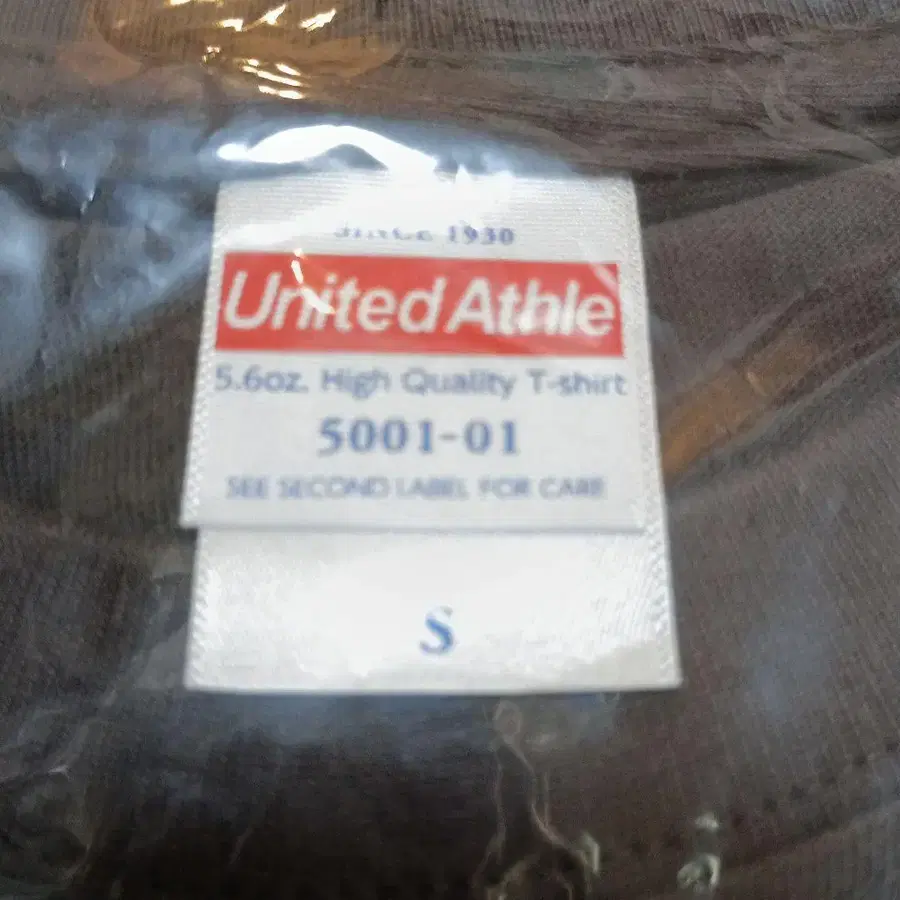 SINCE 1930
United Athle
5.6oz. High Quality T-shirt
5001-01
SEE SECOND LABEL FOR CARE
S